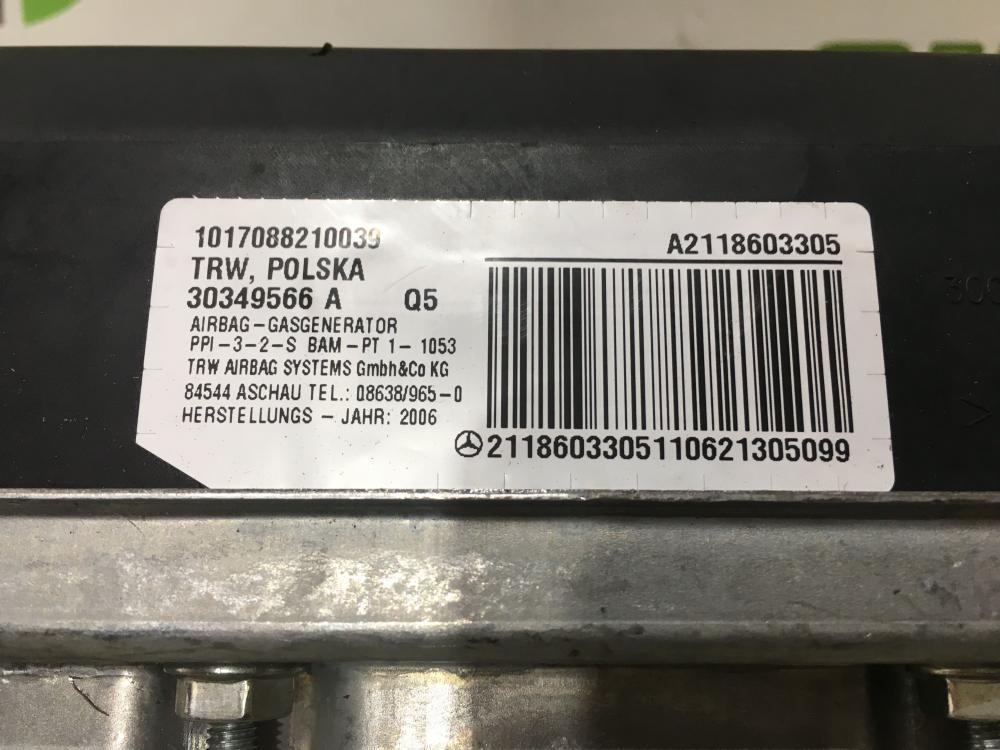 1017088210039
TRW, POLSKA
30349566 A Q5
AIRBAG-GASGENERATOR
PPI-3-2-S BAM-PT 1- 1053
TRW AIRBAG SYSTEMS Gmbh&Co KG
84544 ASCHAU TEL.: 08638/965-0
HERSTELLUNGS - JAHR: 2006
A2118603305
2118603305110621305099